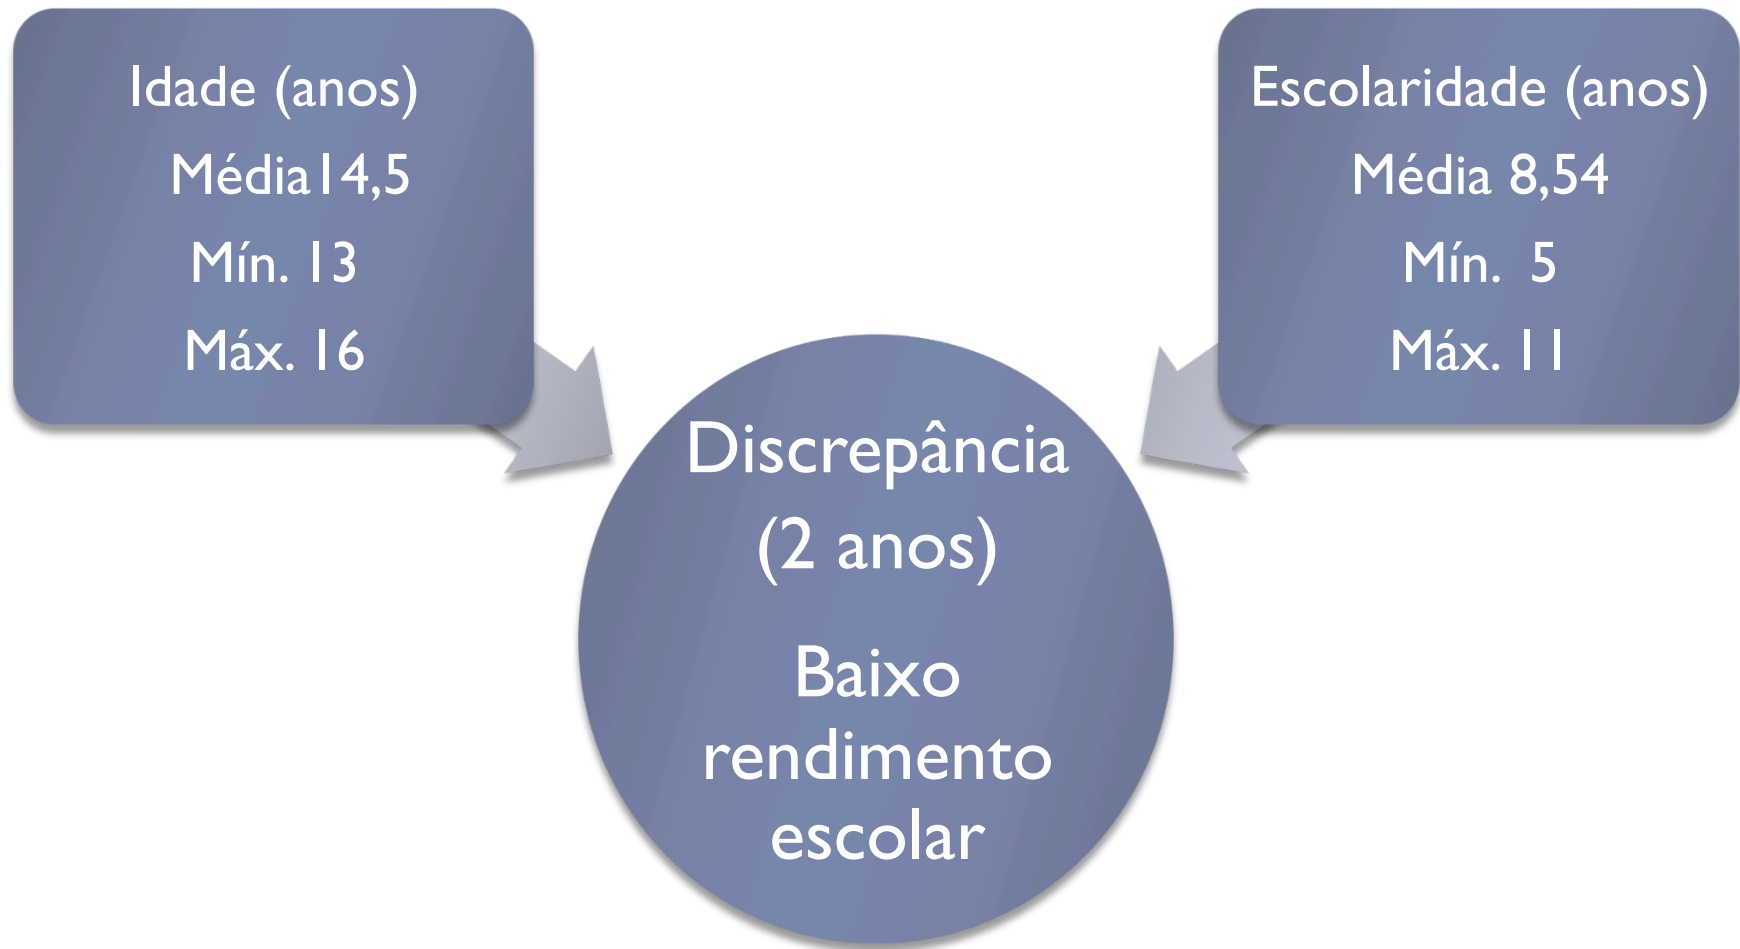 Idade (anos)
Média14,5
Mín. 13
Máx. 16
Escolaridade (anos)
Média 8,54
Mín. 5
Máx. 11
Discrepância
(2 anos)
Baixo
rendimento
escolar